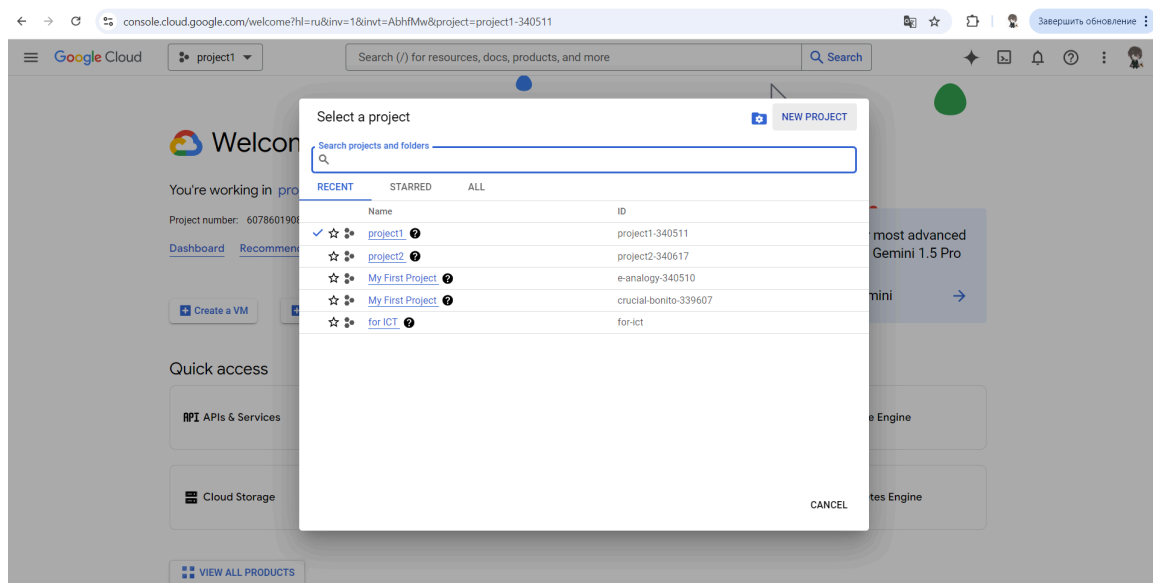 console.cloud.google.com/welcome?hl=ru&inv=1&invt=AbhfMw&project=project1-340511
Завершить обновление
Google Cloud
project1
Search (/) for resources, docs, products, and more
Search
Select a project
NEW PROJECT
Welcom
Search projects and folders
You're working in pro
RECENT STARRED ALL
Name ID
Project number: 6078601908
project1 project1-340511
most advanced
Dashboard Recommend
Gemini 1.5 Pro
project2 project2-340617
My First Project e-analogy-340510
My First Project crucial-bonito-339607
mini
Create a VM
for ICT for-ict
Quick access
API APIs & Services
e Engine
Cloud Storage
tes Engine
CANCEL
VIEW ALL PRODUCTS